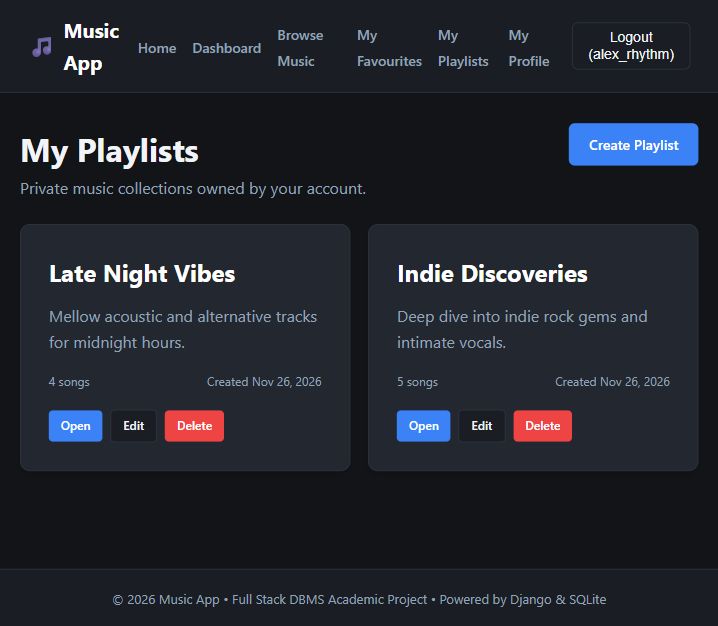 Music App
Home
Dashboard
Browse Music
My Favourites
My Playlists
My Profile
Logout (alex_rhythm)
My Playlists
Create Playlist
Private music collections owned by your account.
Late Night Vibes
Mellow acoustic and alternative tracks
for midnight hours.
4 songs
Created Nov 26, 2026
Open
Edit
Delete
Indie Discoveries
Deep dive into indie rock gems and
intimate vocals.
5 songs
Created Nov 26, 2026
Open
Edit
Delete
© 2026 Music App • Full Stack DBMS Academic Project • Powered by Django & SQLite